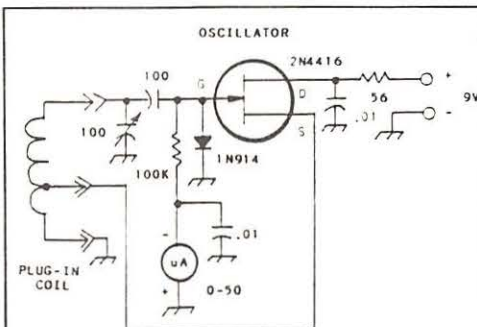 OSCILLATOR
2N4416
100
G
D
S
+
56
9V
.01
-
100
1N914
100K
.01
-
uA
+
0-50
PLUG-IN
COIL